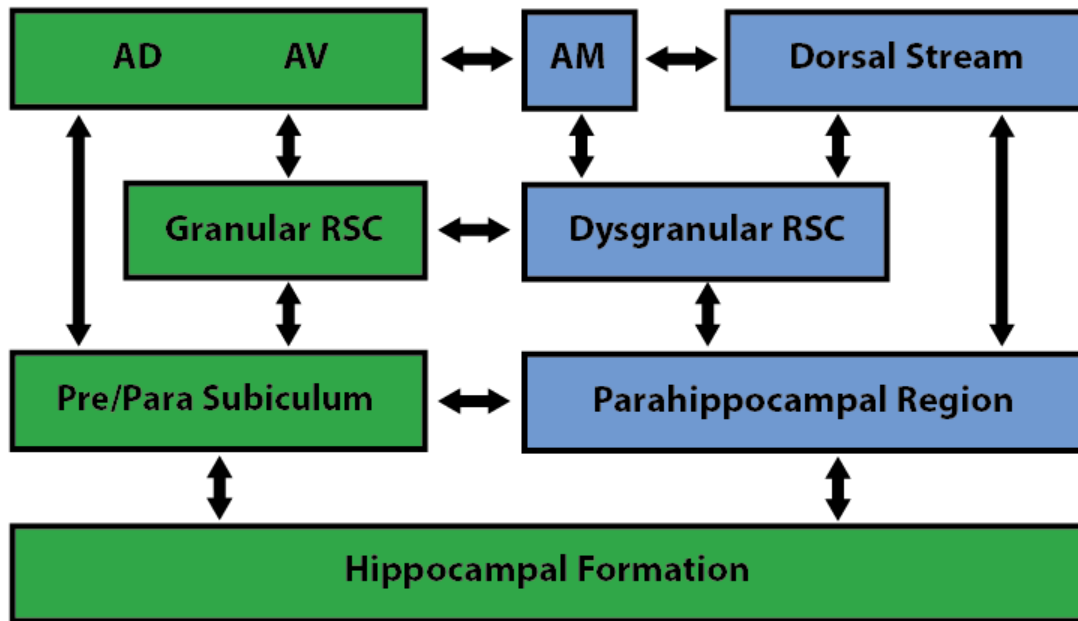 AD AV AM Dorsal Stream
Granular RSC Dysgranular RSC
Pre/Para Subiculum Parahippocampal Region
Hippocampal Formation